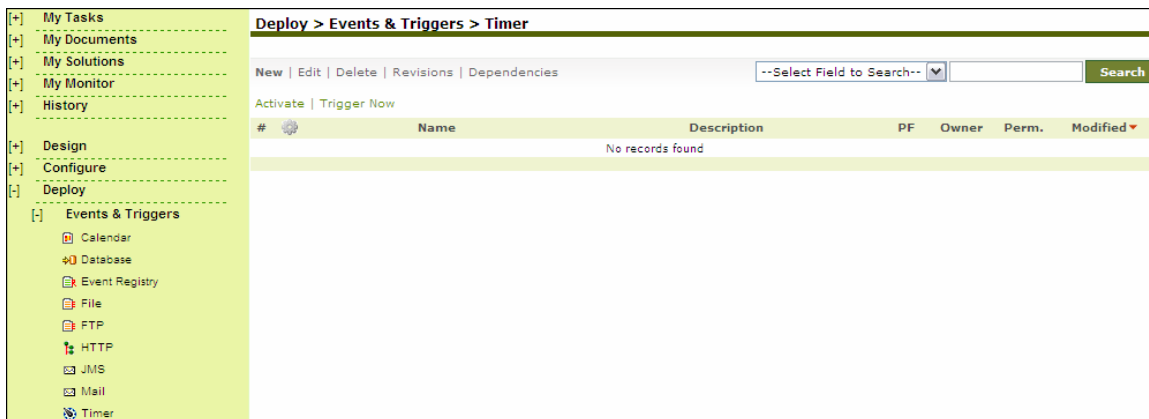 [+] My Tasks
[+] My Documents
[+] My Solutions
[+] My Monitor
[+] History
[+] Design
[+] Configure
[-] Deploy
[-] Events & Triggers
Calendar
Database
Event Registry
File
FTP
HTTP
JMS
Mail
Timer
Deploy > Events & Triggers > Timer
New | Edit | Delete | Revisions | Dependencies --Select Field to Search-- Search
Activate | Trigger Now
# Name Description PF Owner Perm. Modified
No records found